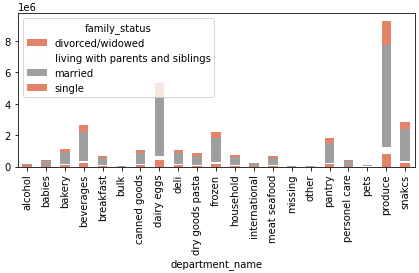 1e6
family_status
divorced/widowed
living with parents and siblings
married
single
8
6
4
2
0
alcohol
babies
bakery
beverages
breakfast
bulk
canned goods
dairy eggs
deli
dry goods pasta
frozen
household
international
meat seafood
missing
other
pantry
personel care
pets
produce
snakcs
department_name